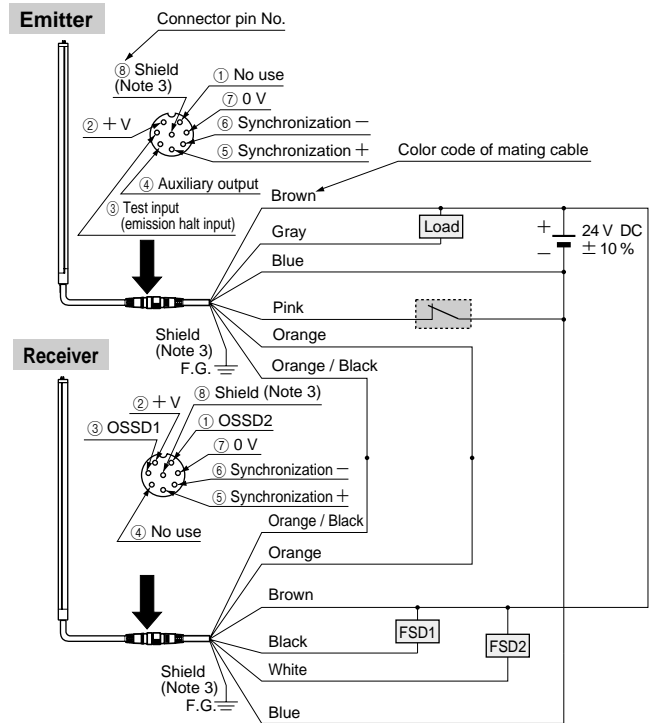 Emitter
Connector pin No.
⑧ Shield
(Note 3)
① No use
⑦ 0 V
② + V
⑥ Synchronization −
⑤ Synchronization +
④ Auxiliary output
③ Test input
(emission halt input)
Color code of mating cable
Brown
Gray
Load
Blue
+
−
24 V DC
± 10 %
Pink
Orange
Shield
(Note 3)
F.G.
Orange / Black
Receiver
② + V
⑧ Shield (Note 3)
③ OSSD1
① OSSD2
⑦ 0 V
⑥ Synchronization −
⑤ Synchronization +
④ No use
Orange / Black
Orange
Brown
FSD1
FSD2
Black
White
Shield
(Note 3)
F.G.
Blue